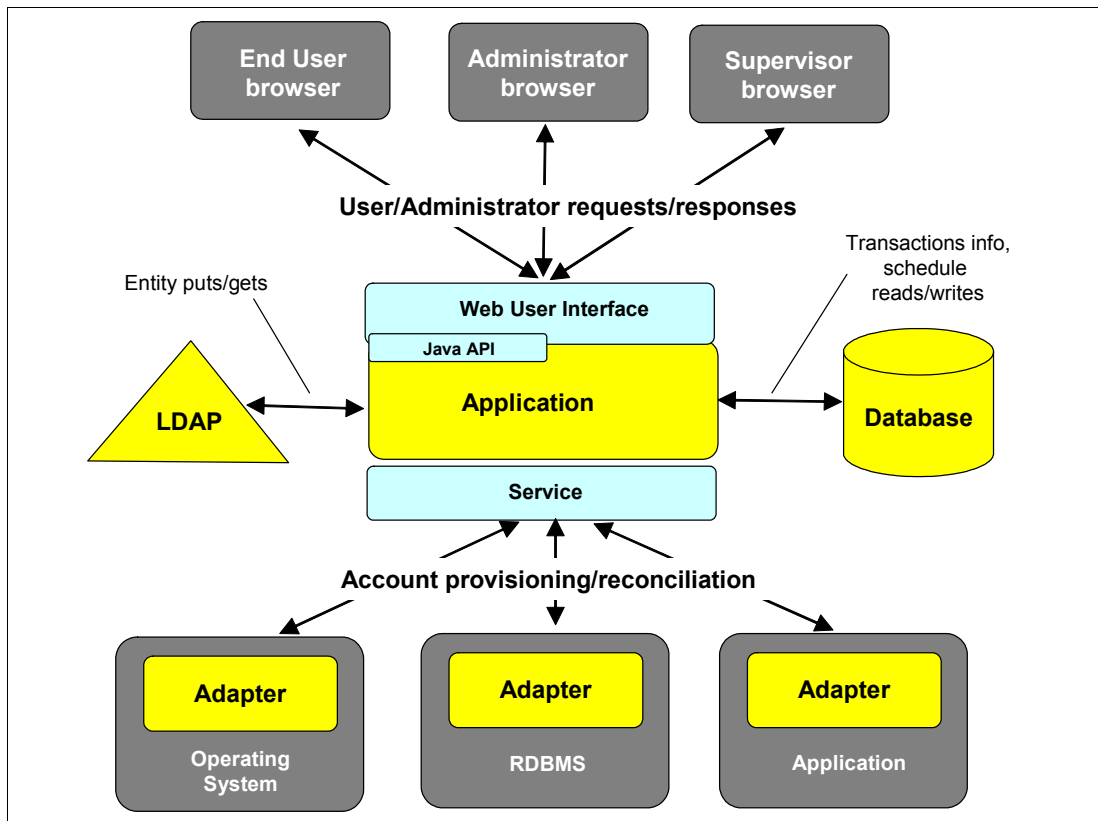 End User
browser
Administrator
browser
Supervisor
browser
User/Administrator requests/responses
Transactions info,
schedule
reads/writes
Entity puts/gets
Web User Interface
Java API
Application
LDAP
Database
Service
Account provisioning/reconciliation
Adapter
Operating
System
Adapter
RDBMS
Adapter
Application